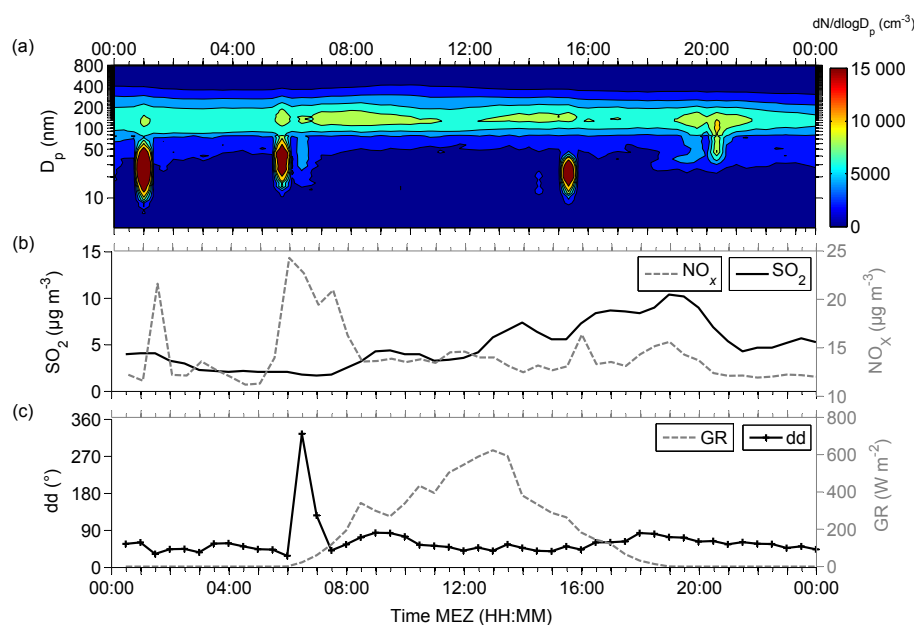 dN/dlogDp (cm-3)
(a)
00:00 04:00 08:00 12:00 16:00 20:00 00:00
800
400
200
100
50
10
Dp (nm)
15 000
10 000
5000
0
(b)
15
10
5
0
SO2 (µg m-3)
NOx SO2
25
20
15
10
NOX (µg m-3)
(c)
360
270
180
90
0
dd (°)
GR dd
800
600
400
200
0
GR (W m-2)
00:00 04:00 08:00 12:00 16:00 20:00 00:00
Time MEZ (HH:MM)